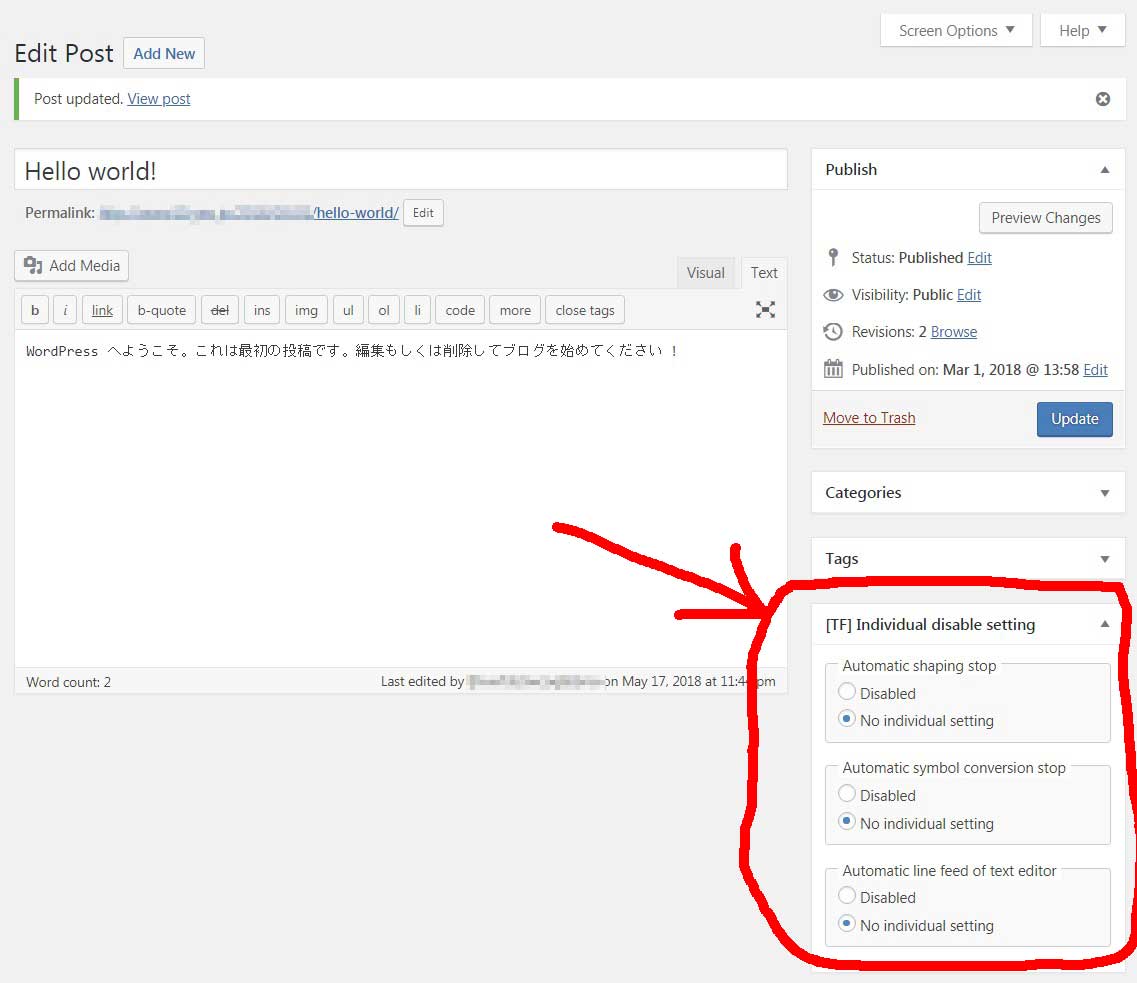 Screen Options
Help
Edit Post
Add New
Post updated. View post
Hello world!
Permalink: /hello-world/ Edit
Add Media
Visual
Text
b
i
link
b-quote
del
ins
img
ul
ol
li
code
more
close tags
WordPress へようこそ。これは最初の投稿です。編集もしくは削除してブログを始めてください !
Word count: 2
Last edited by on May 17, 2018 at pm
Publish
Preview Changes
Status: Published Edit
Visibility: Public Edit
Revisions: 2 Browse
Published on: Mar 1, 2018 @ 13:58 Edit
Move to Trash
Update
Categories
Tags
[TF] Individual disable setting
Automatic shaping stop
Disabled
No individual setting
Automatic symbol conversion stop
Disabled
No individual setting
Automatic line feed of text editor
Disabled
No individual setting